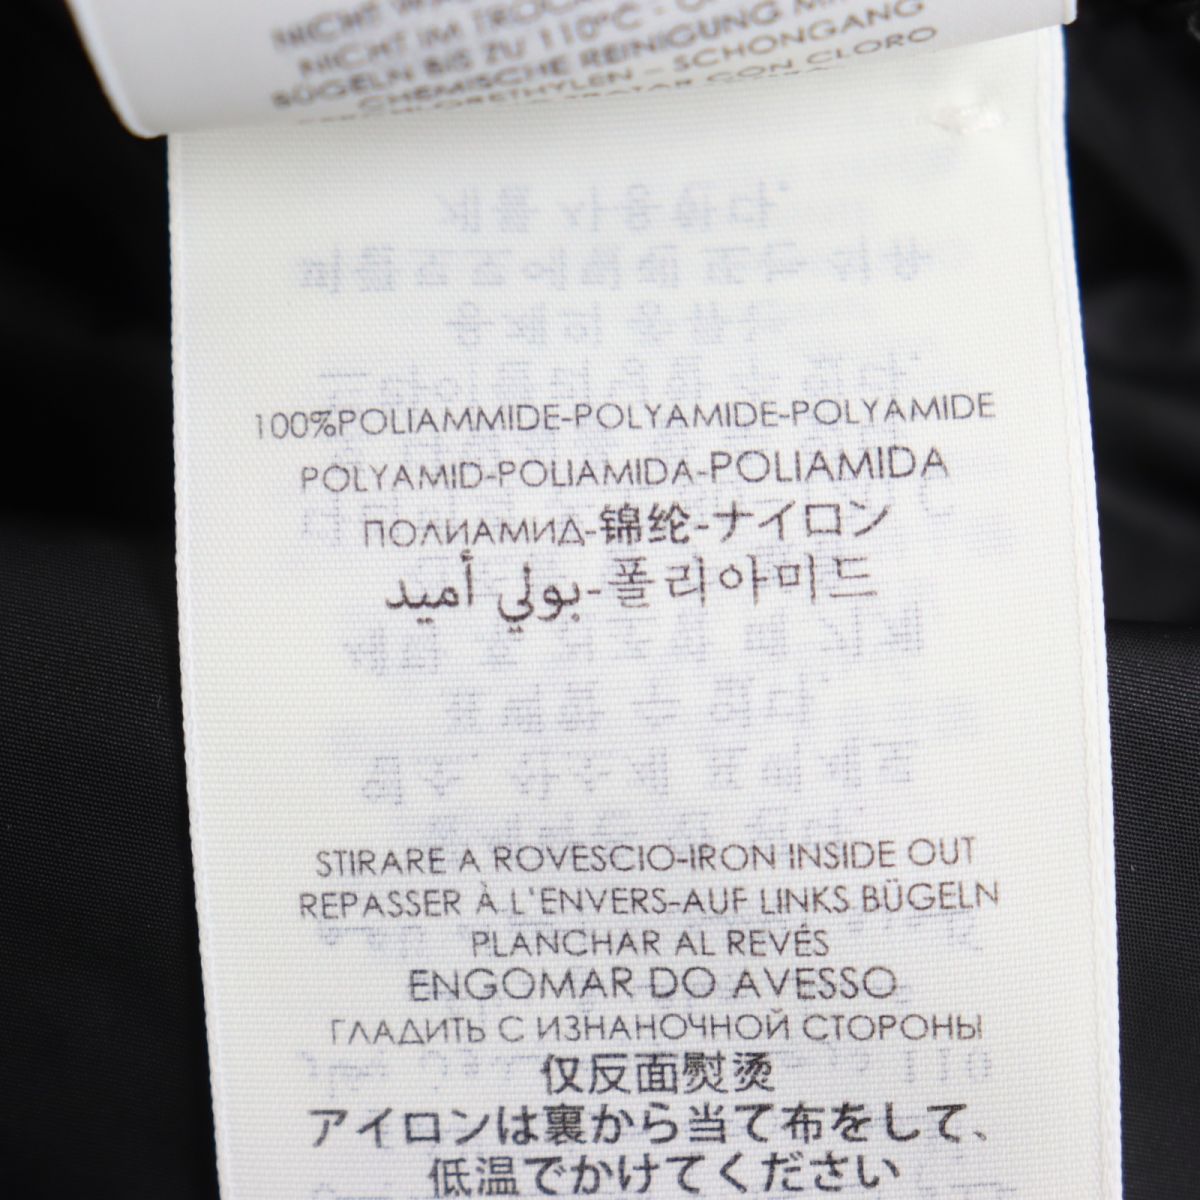 NICHT IM TROCK
BÜGELN BIS ZU 110°C
CHEMISCHE REINIGUNG
SCHONGANG
CON CLORO
100%POLIAMMIDE-POLYAMIDE-POLYAMIDE
POLYAMID-POLIAMIDA-POLIAMIDA
ПОЛИАМИД-锦纶-ナイロン
بولي أميد-폴리아미드
STIRARE A ROVESCIO-IRON INSIDE OUT
REPASSER À L'ENVERS-AUF LINKS BÜGELN
PLANCHAR AL REVÉS
ENGOMAR DO AVESSO
ГЛАДИТЬ С ИЗНАНОЧНОЙ СТОРОНЫ
仅反面熨烫
アイロンは裏から当て布をして、
低温でかけてください